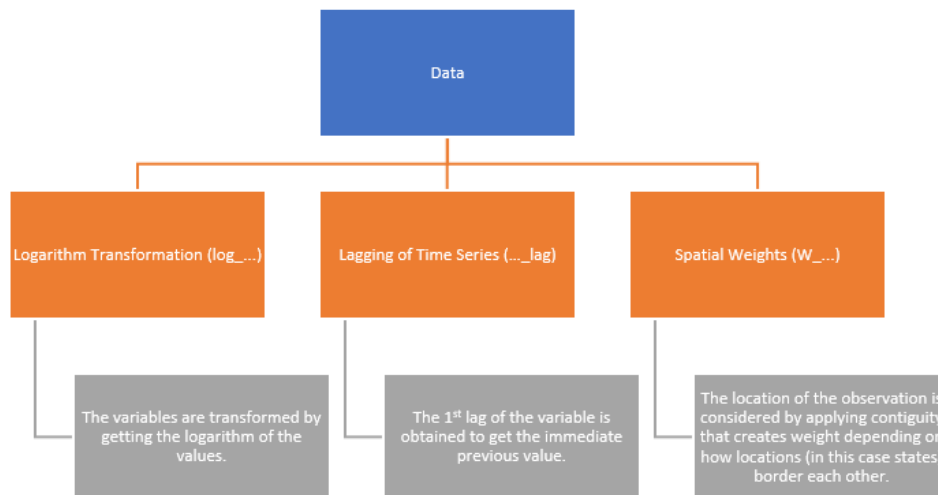 Data
Logarithm Transformation (log_...)
Lagging of Time Series (..._lag)
Spatial Weights (W_...)
The variables are transformed by
getting the logarithm of the
values.
The 1st lag of the variable is
obtained to get the immediate
previous value.
The location of the observation is
considered by applying contiguity
that creates weight depending on
how locations (in this case states
border each other.